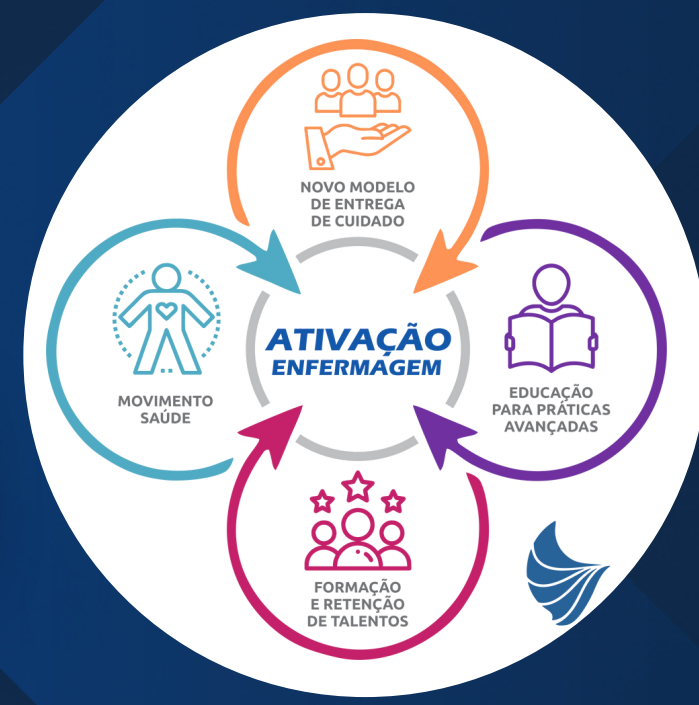 NOVO MODELO
DE ENTREGA
DE CUIDADO
MOVIMENTO
SAÚDE
ATIVAÇÃO
ENFERMAGEM
EDUCAÇÃO
PARA PRÁTICAS
AVANÇADAS
FORMAÇÃO
E RETENÇÃO
DE TALENTOS